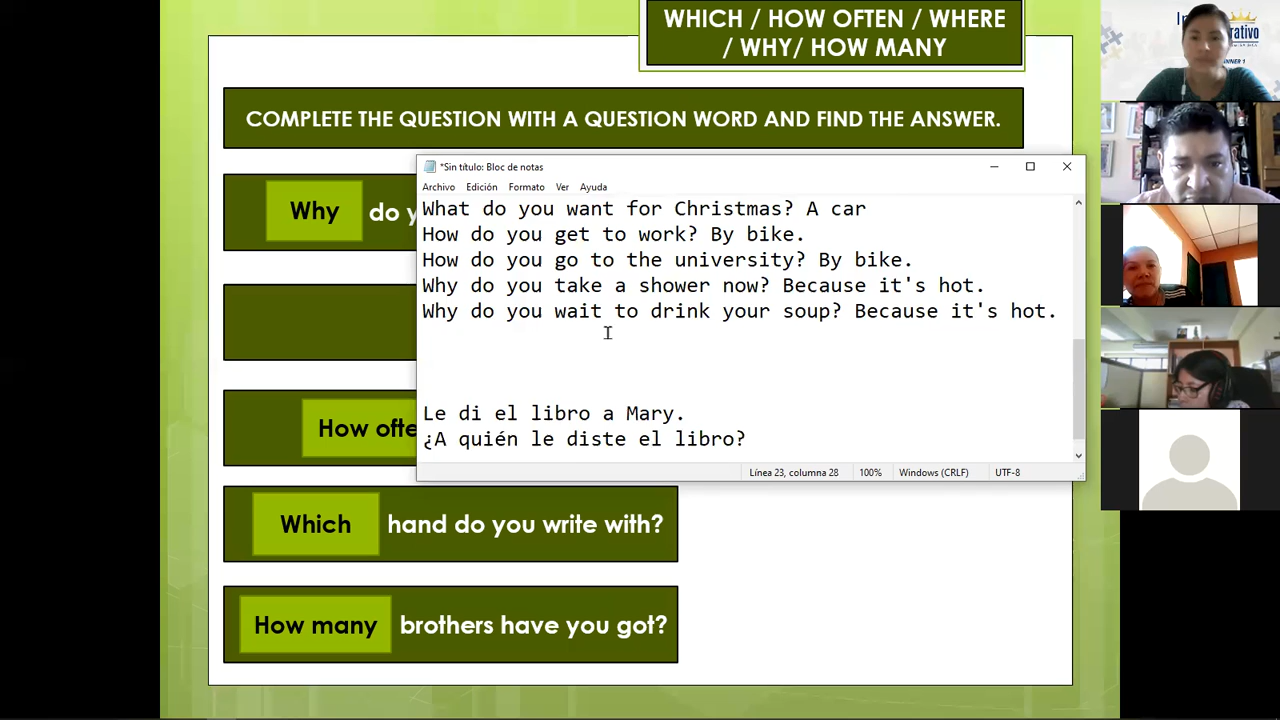 WHICH / HOW OFTEN / WHERE
/ WHY/ HOW MANY
COMPLETE THE QUESTION WITH A QUESTION WORD AND FIND THE ANSWER.
Why do y
*Sin título: Bloc de notas
Archivo Edición Formato Ver Ayuda
What do you want for Christmas? A car
How do you get to work? By bike.
How do you go to the university? By bike.
Why do you take a shower now? Because it's hot.
Why do you wait to drink your soup? Because it's hot.
Le di el libro a Mary.
¿A quién le diste el libro?
Línea 23, columna 28 100% Windows (CRLF) UTF-8
How ofte
Which hand do you write with?
How many brothers have you got?